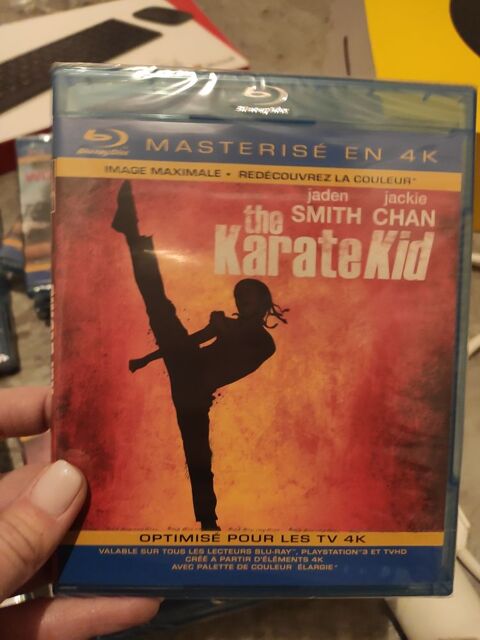 Blu-ray Disc
MASTERISÉ EN 4K
IMAGE MAXIMALE • REDÉCOUVREZ LA COULEUR*
jaden jackie
SMITH CHAN
the
Karate Kid
OPTIMISÉ POUR LES TV 4K
VALABLE SUR TOUS LES LECTEURS BLU-RAY™, PLAYSTATION®3 ET TVHD
CRÉÉ A PARTIR D'ÉLÉMENTS 4K
AVEC PALETTE DE COULEUR ÉLARGIE*